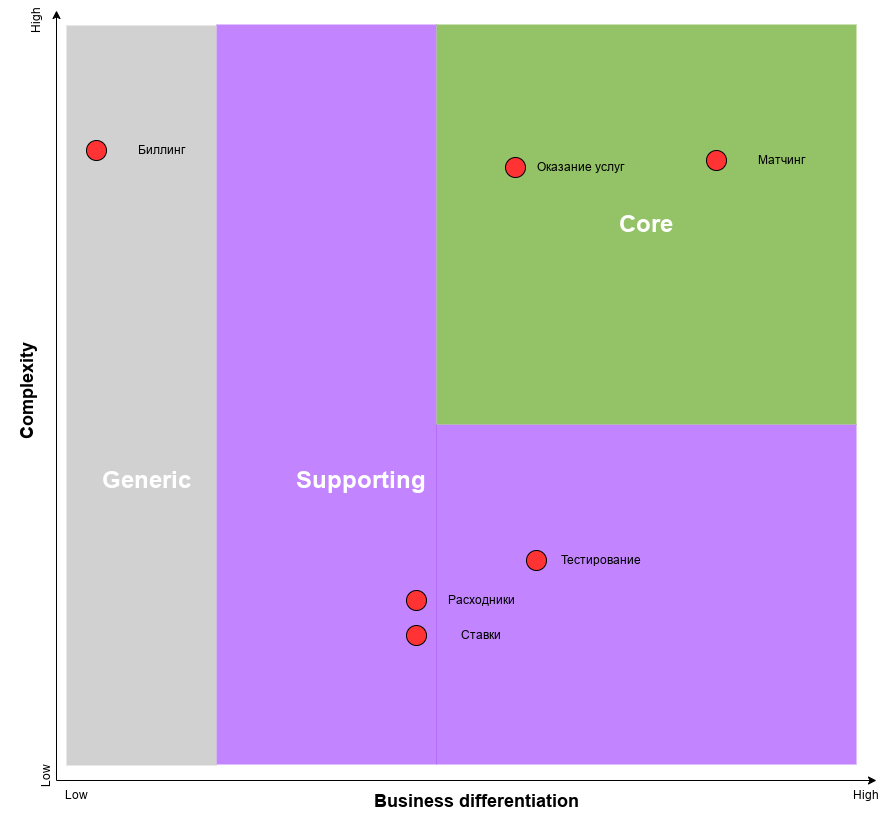 High
Биллинг
Оказание услуг
Матчинг
Core
Complexity
Generic
Supporting
Тестирование
Расходники
Ставки
Low
Low
High
Business differentiation